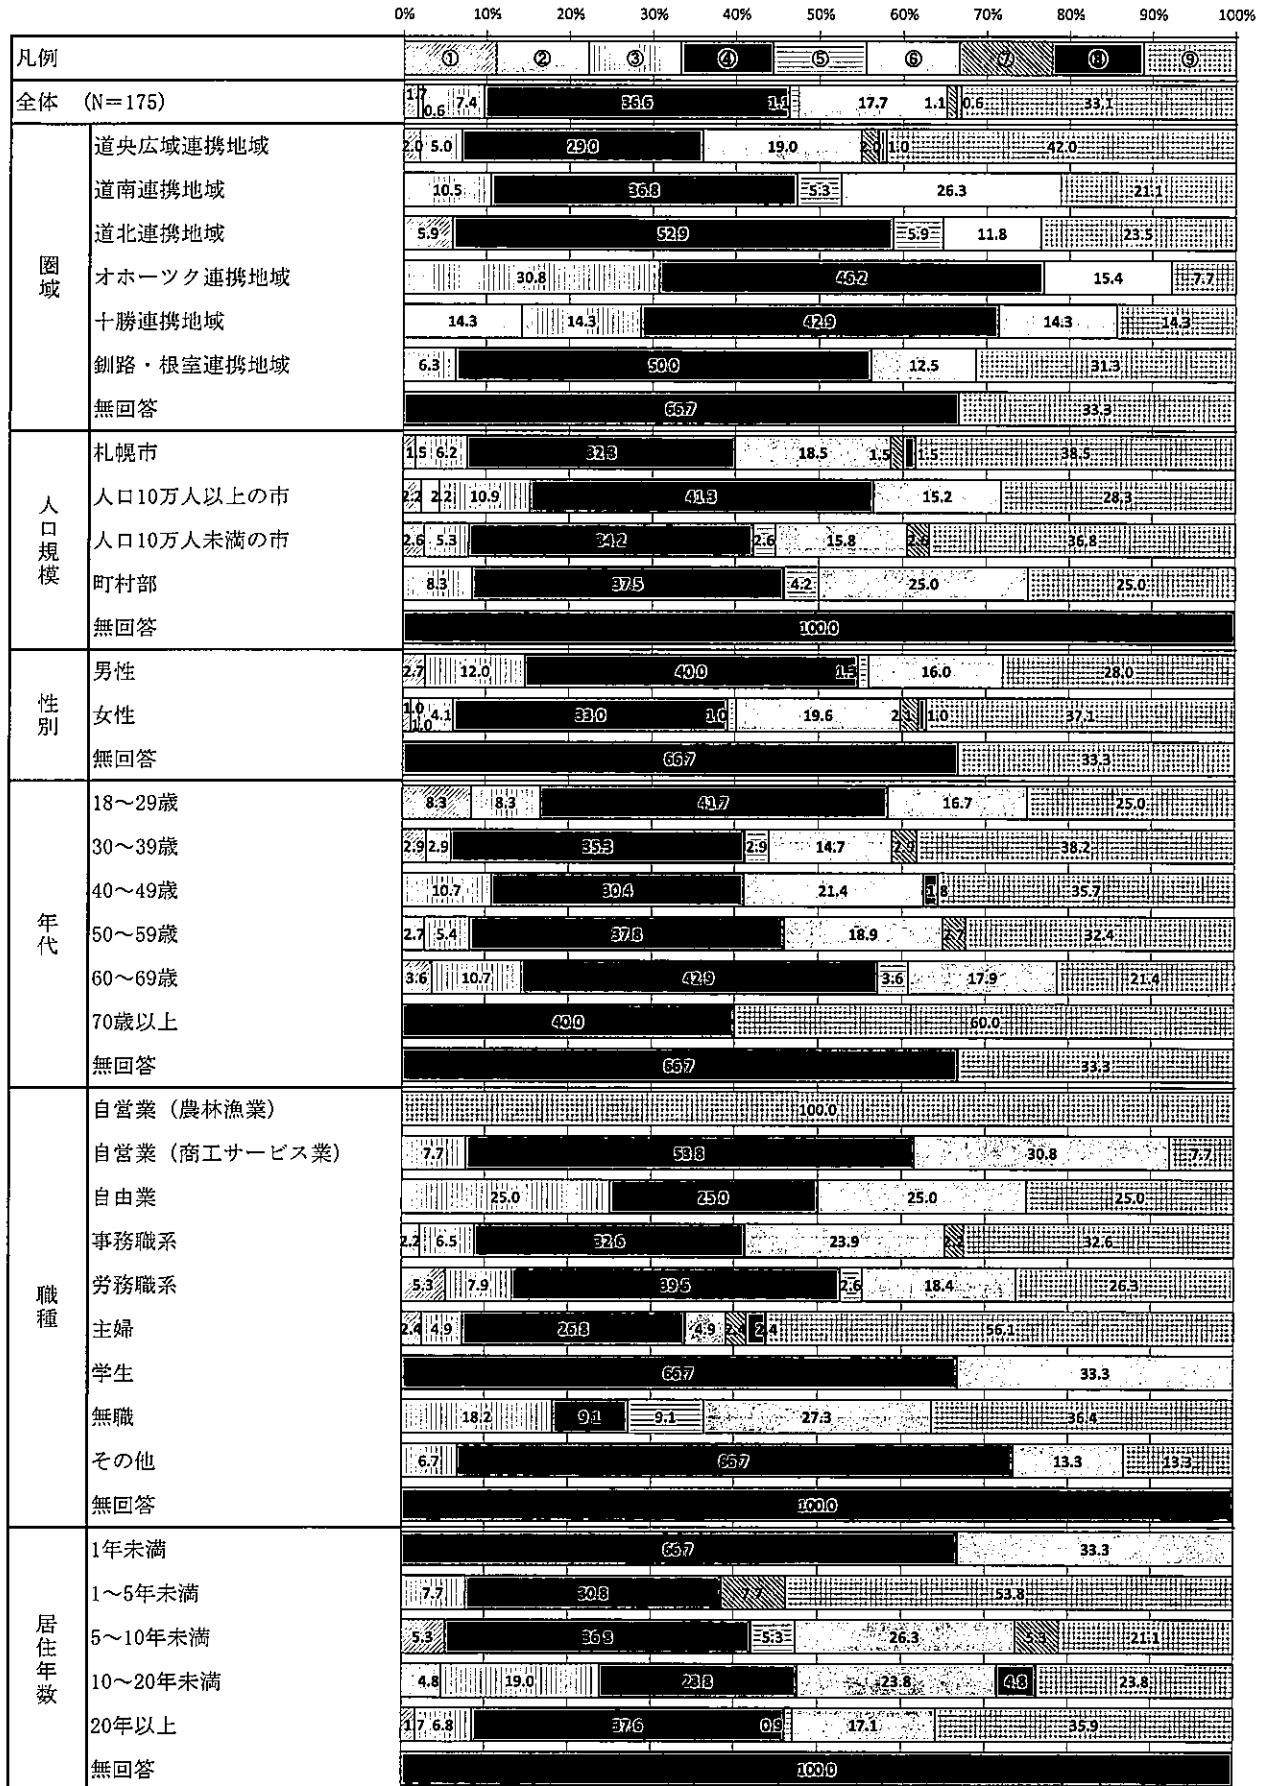 0% 10% 20% 30% 40% 50% 60% 70% 80% 90% 100%
凡例 ① ② ③ ④ ⑤ ⑥ ⑦ ⑧ ⑨
全体 (N=175) 1.7 0.6 7.4 36.6 1.1 17.7 1.1 0.6 33.1
圏域
道央広域連携地域 2.0 5.0 29.0 19.0 2.0 1.0 42.0
道南連携地域 10.5 36.8 5.3 26.3 21.1
道北連携地域 5.9 52.9 5.9 11.8 23.5
オホーツク連携地域 30.8 46.2 15.4 7.7
十勝連携地域 14.3 14.3 42.9 14.3 14.3
釧路・根室連携地域 6.3 50.0 12.5 31.3
無回答 66.7 33.3
人口規模
札幌市 1.5 6.2 32.3 18.5 1.5 1.5 38.5
人口10万人以上の市 2.2 2.2 10.9 41.3 15.2 28.3
人口10万人未満の市 2.6 5.3 34.2 2.6 15.8 2.6 36.8
町村部 8.3 37.5 4.2 25.0 25.0
無回答 100.0
性別
男性 2.7 12.0 40.0 1.3 16.0 28.0
女性 1.0 1.0 4.1 33.0 1.0 19.6 2.1 1.0 37.1
無回答 66.7 33.3
年代
18～29歳 8.3 8.3 41.7 16.7 25.0
30～39歳 2.9 2.9 35.3 2.9 14.7 2.9 38.2
40～49歳 10.7 30.4 21.4 1.8 35.7
50～59歳 2.7 5.4 37.8 18.9 2.7 32.4
60～69歳 3.6 10.7 42.9 3.6 17.9 21.4
70歳以上 40.0 60.0
無回答 66.7 33.3
職種
自営業（農林漁業） 100.0
自営業（商工サービス業） 7.7 53.8 30.8 7.7
自由業 25.0 25.0 25.0 25.0
事務職系 2.2 6.5 32.6 23.9 2.2 32.6
労務職系 5.3 7.9 39.5 2.6 18.4 26.3
主婦 2.4 4.9 26.8 4.9 2.4 2.4 56.1
学生 66.7 33.3
無職 18.2 9.1 9.1 27.3 36.4
その他 6.7 66.7 13.3 13.3
無回答 100.0
居住年数
1年未満 66.7 33.3
1～5年未満 7.7 30.8 7.7 53.8
5～10年未満 5.3 36.8 5.3 26.3 5.3 21.1
10～20年未満 4.8 19.0 23.8 23.8 4.8 23.8
20年以上 1.7 6.8 37.6 0.9 17.1 35.9
無回答 100.0